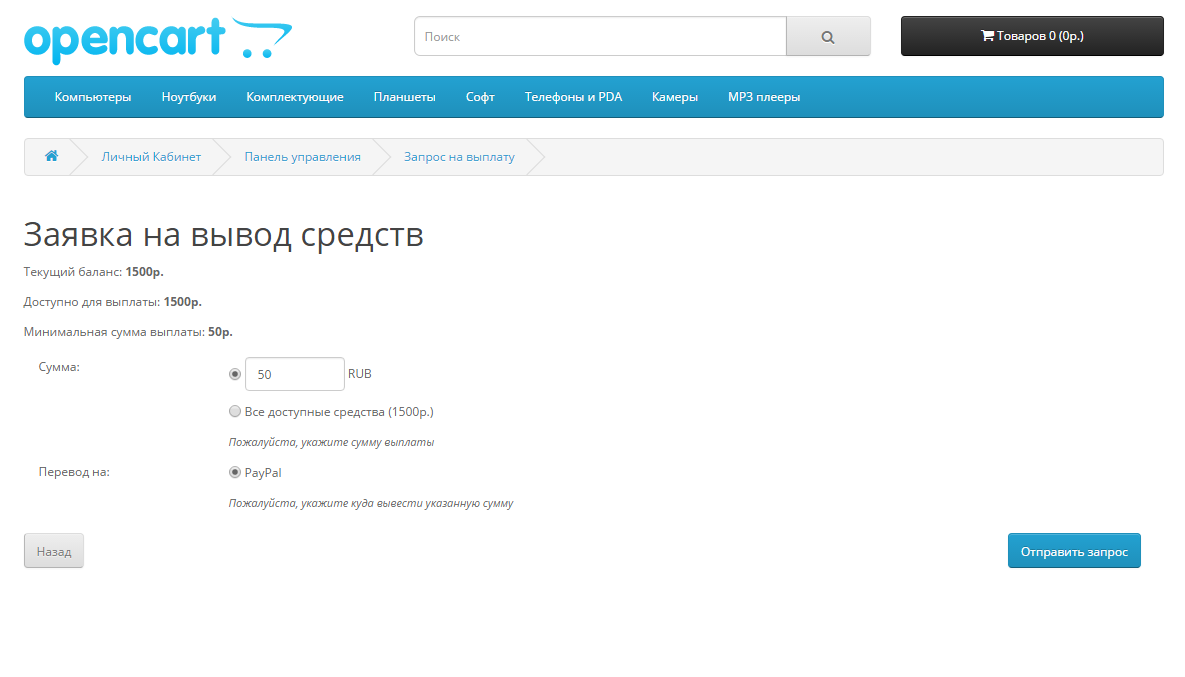 opencart
Поиск
Товаров 0 (0р.)
Компьютеры Ноутбуки Комплектующие Планшеты Софт Телефоны и PDA Камеры MP3 плееры
Личный Кабинет Панель управления Запрос на выплату
Заявка на вывод средств
Текущий баланс: 1500р.
Доступно для выплаты: 1500р.
Минимальная сумма выплаты: 50р.
Сумма: 50 RUB
Все доступные средства (1500р.)
Пожалуйста, укажите сумму выплаты
Перевод на: PayPal
Пожалуйста, укажите куда вывести указанную сумму
Назад Отправить запрос